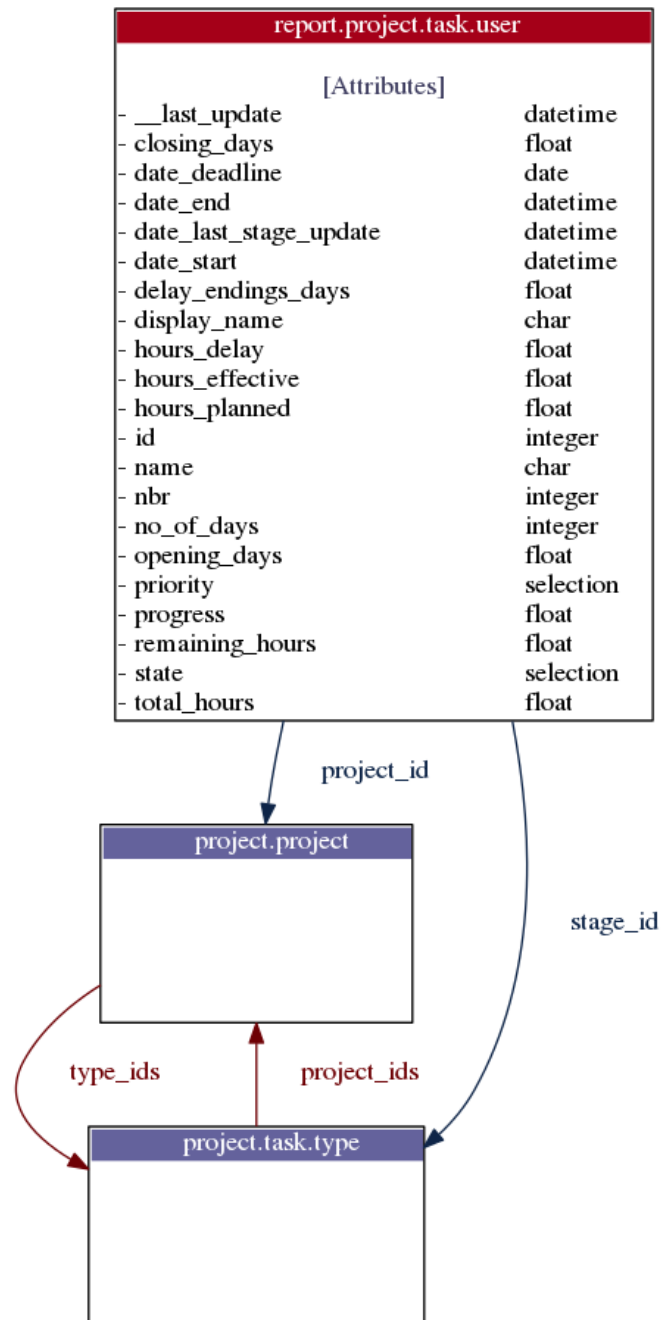 report.project.task.user
[Attributes]
- __last_update datetime
- closing_days float
- date_deadline date
- date_end datetime
- date_last_stage_update datetime
- date_start datetime
- delay_endings_days float
- display_name char
- hours_delay float
- hours_effective float
- hours_planned float
- id integer
- name char
- nbr integer
- no_of_days integer
- opening_days float
- priority selection
- progress float
- remaining_hours float
- state selection
- total_hours float
project_id
project.project
stage_id
type_ids project_ids
project.task.type